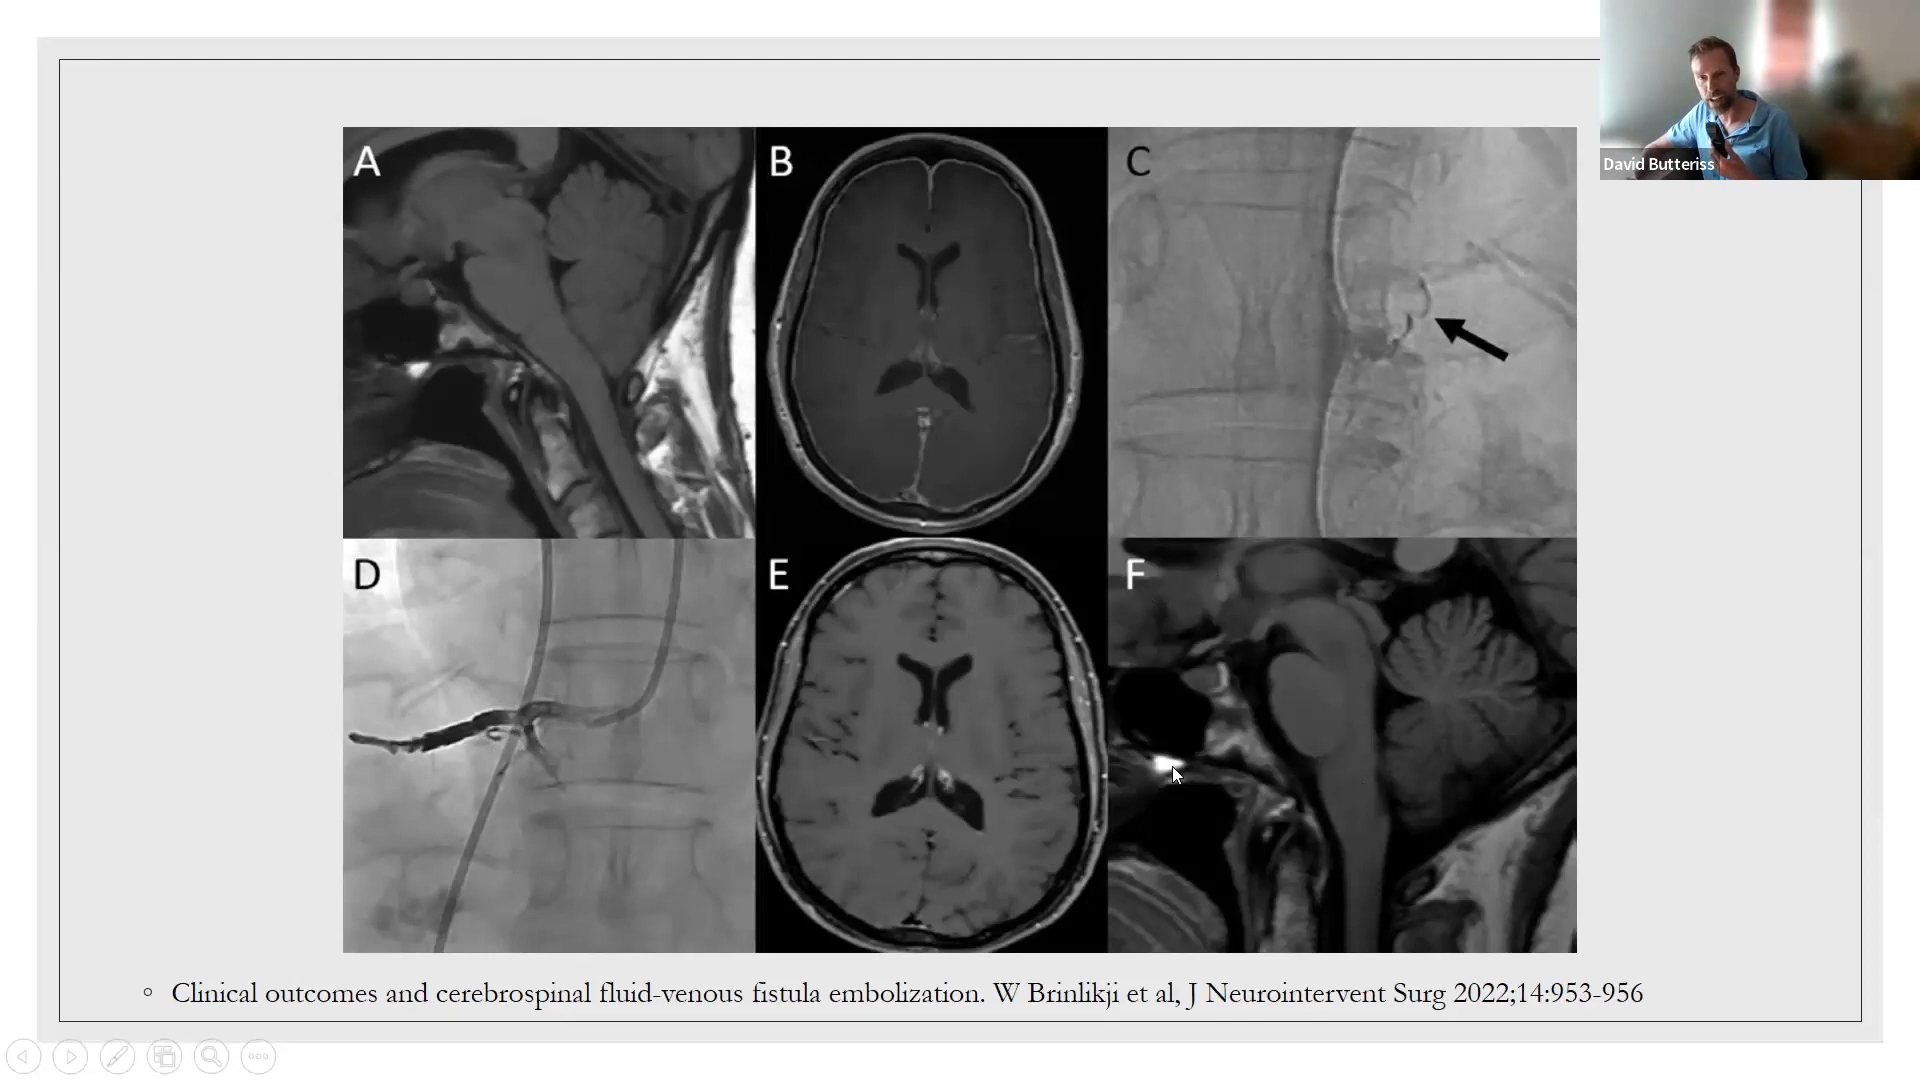 A
B
C
David Butteriss
D
E
F
Clinical outcomes and cerebrospinal fluid-venous fistula embolization. W Brinlikji et al, J Neurointervent Surg 2022;14:953-956